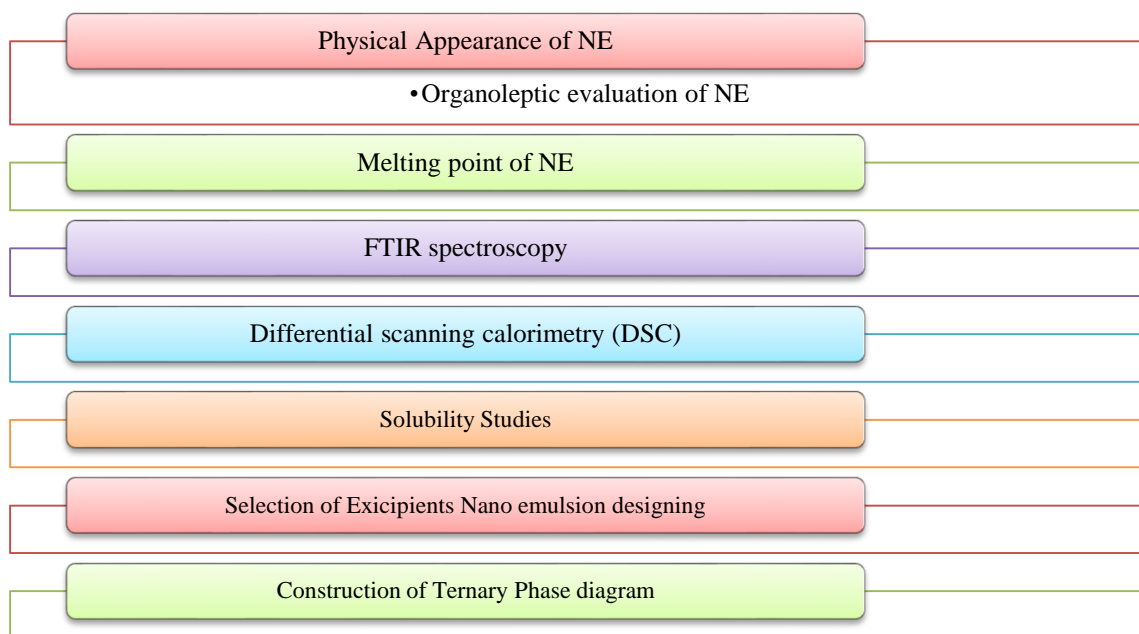 Physical Appearance of NE
•Organoleptic evaluation of NE
Melting point of NE
FTIR spectroscopy
Differential scanning calorimetry (DSC)
Solubility Studies
Selection of Exicipients Nano emulsion designing
Construction of Ternary Phase diagram